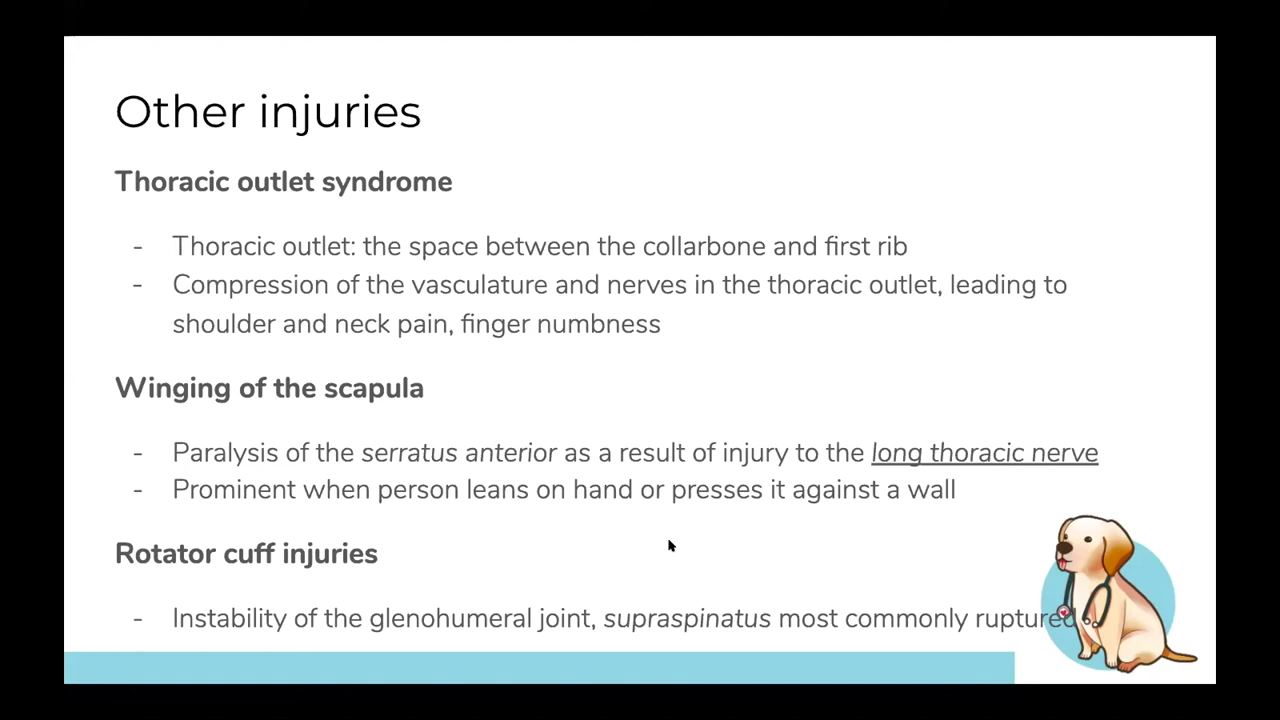 Other injuries
Thoracic outlet syndrome
- Thoracic outlet: the space between the collarbone and first rib
- Compression of the vasculature and nerves in the thoracic outlet, leading to
shoulder and neck pain, finger numbness
Winging of the scapula
- Paralysis of the serratus anterior as a result of injury to the long thoracic nerve
- Prominent when person leans on hand or presses it against a wall
Rotator cuff injuries
- Instability of the glenohumeral joint, supraspinatus most commonly ruptured